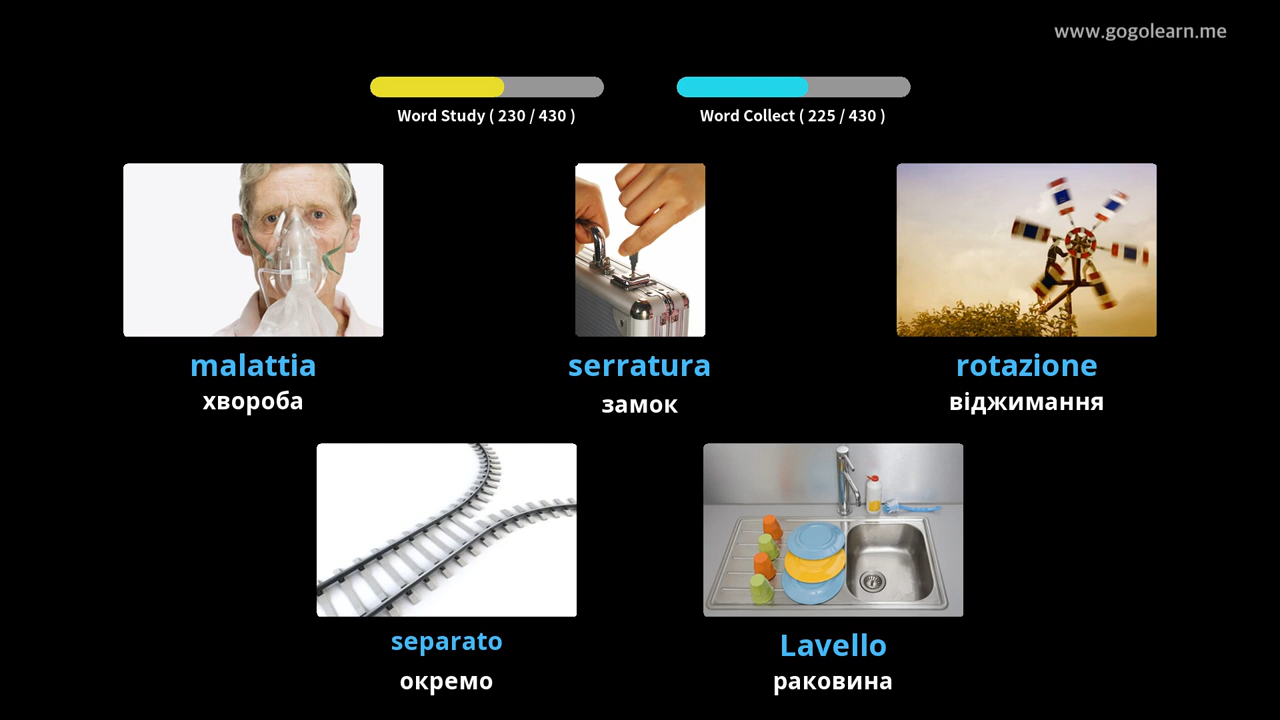 www.gogolearn.me
Word Study ( 230 / 430 )
Word Collect ( 225 / 430 )
malattia
хвороба
serratura
замок
rotazione
віджимання
separato
окремо
Lavello
раковина